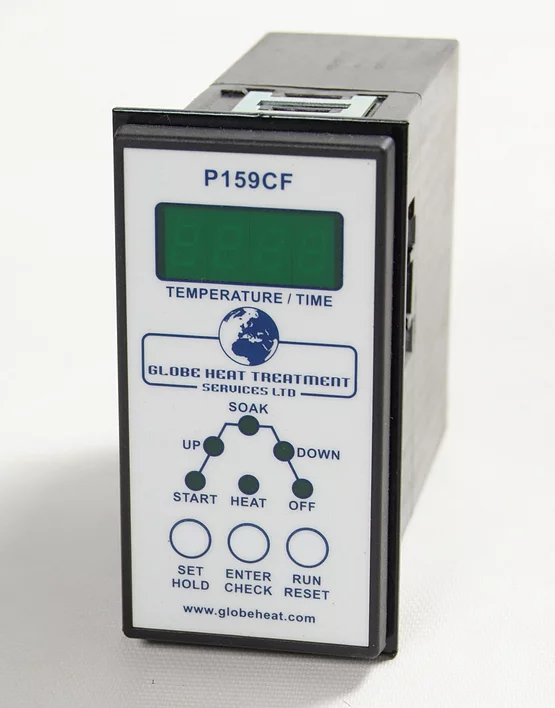 P159CF
TEMPERATURE / TIME
GLOBE HEAT TREATMENT
SERVICES LTD
SOAK
UP DOWN
START HEAT OFF
SET HOLD
ENTER CHECK
RUN RESET
www.globeheat.com